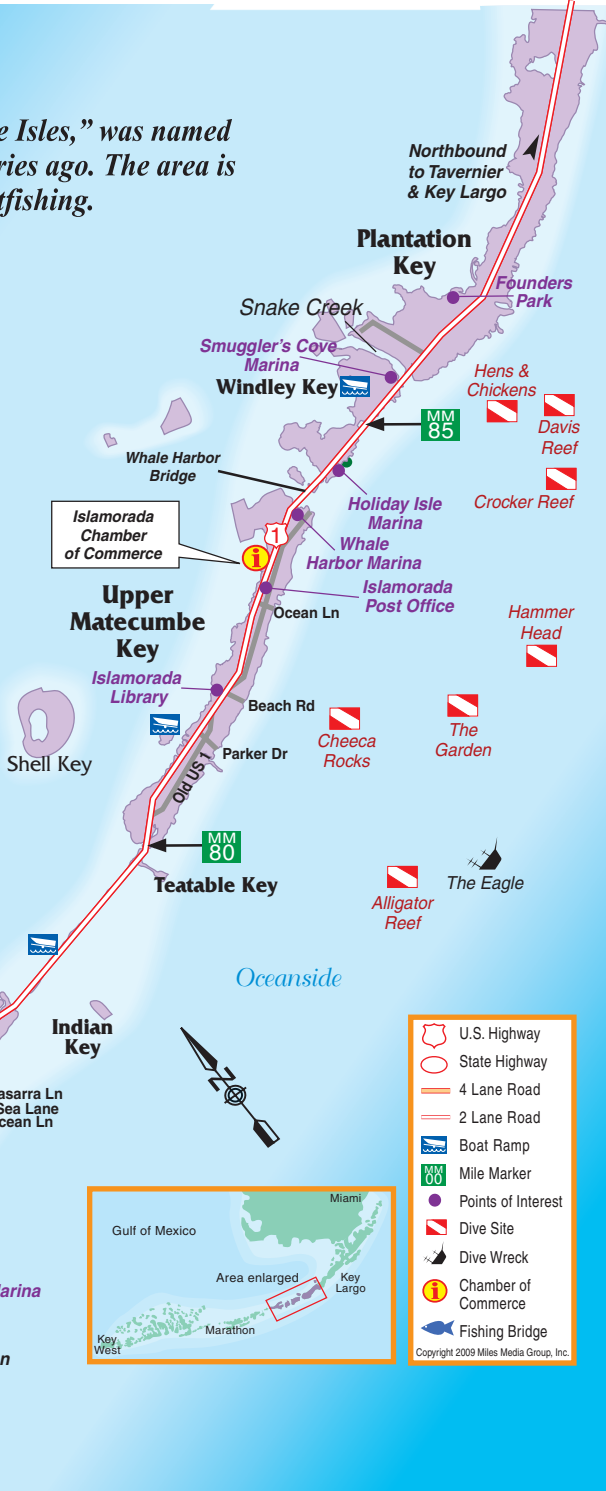 e Isles,” was named
ries ago. The area is
tfishing.
Northbound
to Tavernier
& Key Largo
Plantation
Key
Founders
Park
Snake Creek
Smuggler's Cove
Marina
Windley Key
Hens &
Chickens
Davis
Reef
MM
85
Whale Harbor
Bridge
Crocker Reef
Holiday Isle
Marina
Islamorada
Chamber
of Commerce
1
i
Whale
Harbor Marina
Islamorada
Post Office
Upper
Matecumbe
Key
Ocean Ln
Hammer
Head
Islamorada
Library
Beach Rd
Cheeca
Rocks
The
Garden
Shell Key
Parker Dr
Old US 1
MM
80
Teatable Key
The Eagle
Alligator
Reef
Oceanside
Indian
Key
N
asarra Ln
Sea Lane
cean Ln
U.S. Highway
State Highway
4 Lane Road
2 Lane Road
Boat Ramp
MM
00
Mile Marker
Points of Interest
Dive Site
Dive Wreck
i
Chamber of
Commerce
Fishing Bridge
Copyright 2009 Miles Media Group, Inc.
Miami
Gulf of Mexico
Area enlarged
Key
Largo
Marathon
Key
West
arina
n